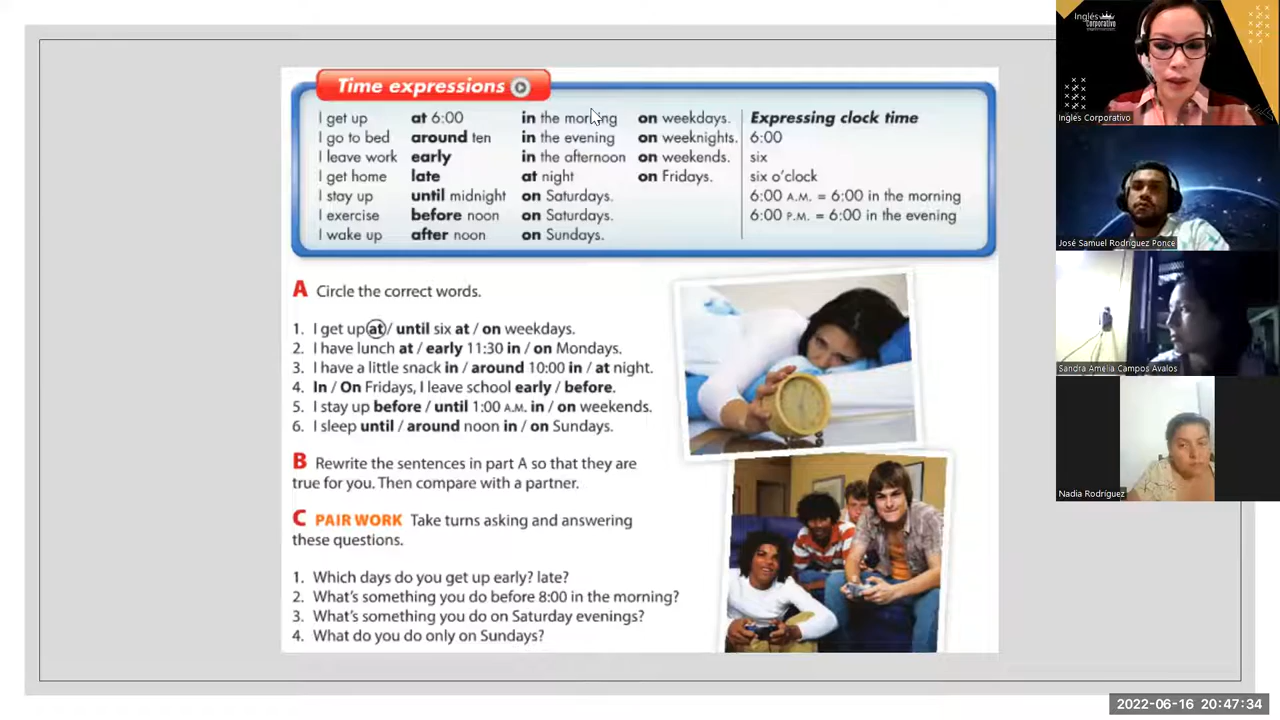 Time expressions
I get up at 6:00 in the morning on weekdays.
I go to bed around ten in the evening on weeknights.
I leave work early in the afternoon on weekends.
I get home late at night on Fridays.
I stay up until midnight on Saturdays.
I exercise before noon on Saturdays.
I wake up after noon on Sundays.
Expressing clock time
6:00
six
six o'clock
6:00 A.M. = 6:00 in the morning
6:00 P.M. = 6:00 in the evening
A Circle the correct words.
1. I get up at / until six at / on weekdays.
2. I have lunch at / early 11:30 in / on Mondays.
3. I have a little snack in / around 10:00 in / at night.
4. In / On Fridays, I leave school early / before.
5. I stay up before / until 1:00 A.M. in / on weekends.
6. I sleep until / around noon in / on Sundays.
B Rewrite the sentences in part A so that they are
true for you. Then compare with a partner.
C PAIR WORK Take turns asking and answering
these questions.
1. Which days do you get up early? late?
2. What's something you do before 8:00 in the morning?
3. What's something you do on Saturday evenings?
4. What do you do only on Sundays?
Inglés
Corporativo
Inglés Corporativo
José Samuel Rodriguez Ponce
Sandra Amelia Campos Avalos
Nadia Rodríguez
2022-06-16 20:47:34